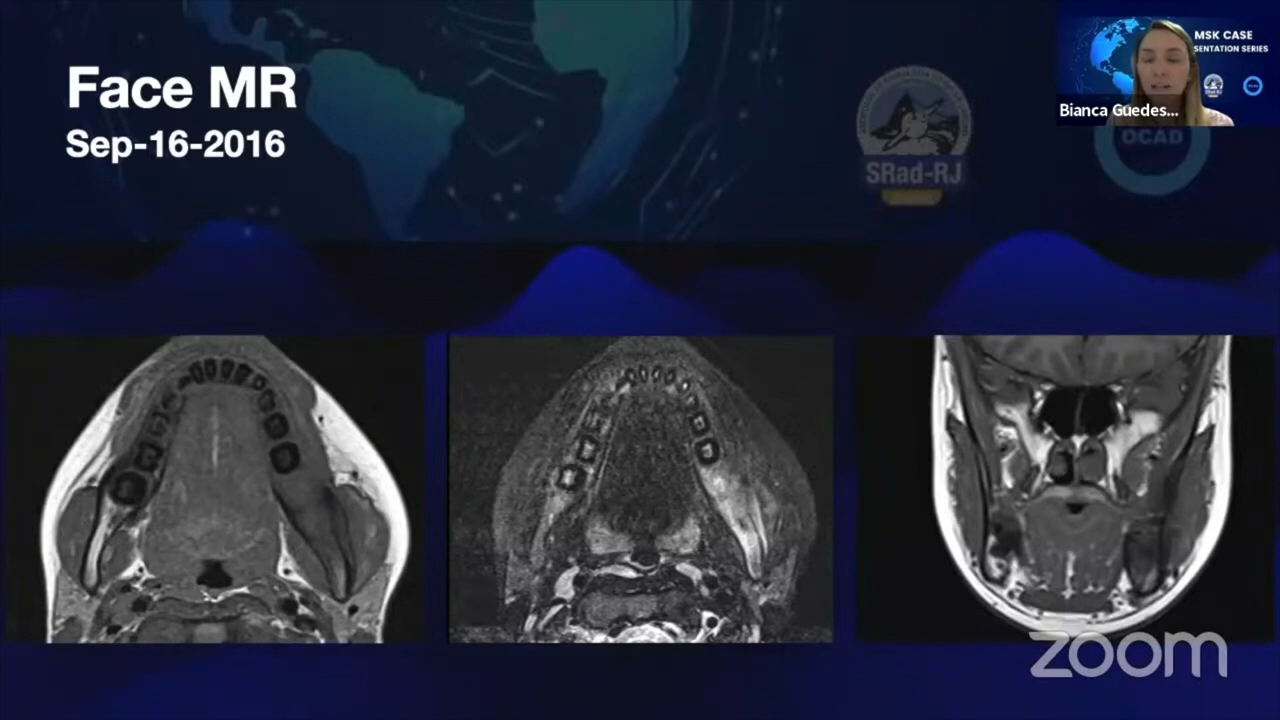 Face MR
Sep-16-2016
SRad-RJ
OCAD
MSK CASE
SENTATION SERIES
Bianca Guedes...
zoom